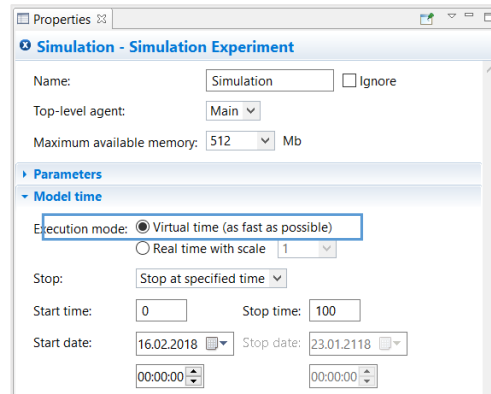 Properties
Simulation - Simulation Experiment
Name: Simulation Ignore
Top-level agent: Main
Maximum available memory: 512 Mb
Parameters
Model time
Execution mode: Virtual time (as fast as possible)
Real time with scale 1
Stop: Stop at specified time
Start time: 0 Stop time: 100
Start date: 16.02.2018 Stop date: 23.01.2118
00:00:00 00:00:00